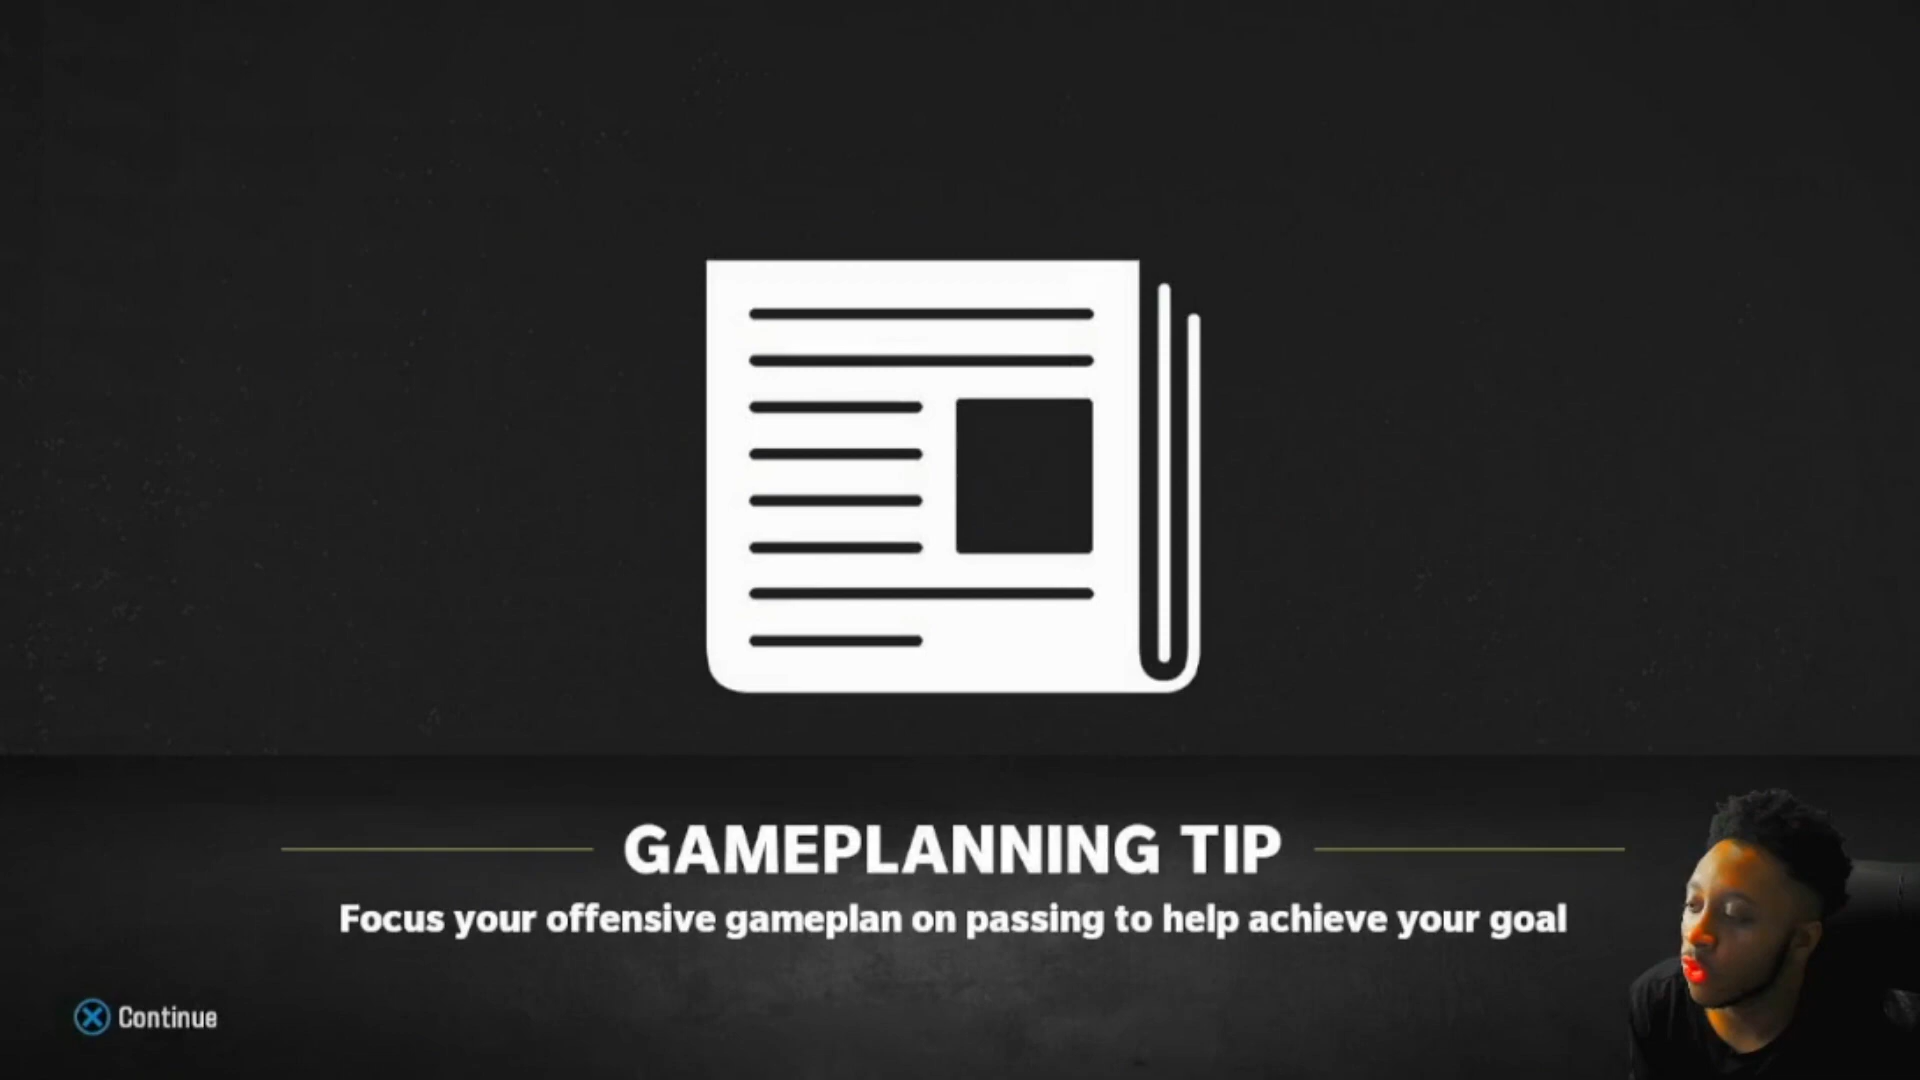 GAMEPLANNING TIP
Focus your offensive gameplan on passing to help achieve your goal
Continue